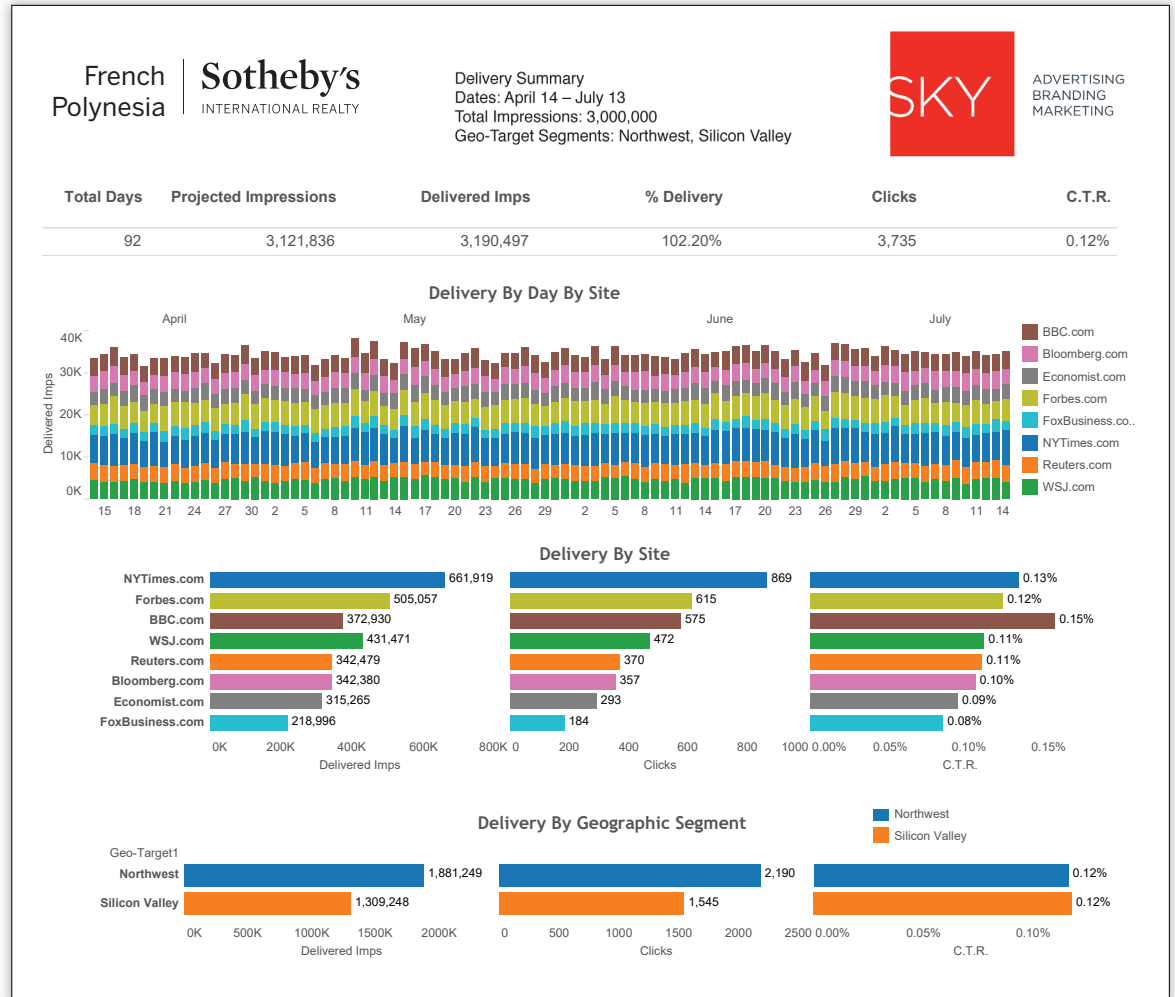 French
Polynesia
Sotheby's
INTERNATIONAL REALTY
Delivery Summary
Dates: April 14 – July 13
Total Impressions: 3,000,000
Geo-Target Segments: Northwest, Silicon Valley
SKY
ADVERTISING
BRANDING
MARKETING
Total Days Projected Impressions Delivered Imps % Delivery Clicks C.T.R.
92 3,121,836 3,190,497 102.20% 3,735 0.12%
Delivery By Day By Site
April May June July
40K
30K
20K
10K
0K
Delivered Imps
15 18 21 24 27 30 2 5 8 11 14 17 20 23 26 29 2 5 8 11 14 17 20 23 26 29 2 5 8 11 14
BBC.com
Bloomberg.com
Economist.com
Forbes.com
FoxBusiness.co..
NYTimes.com
Reuters.com
WSJ.com
Delivery By Site
NYTimes.com 661,919 869 0.13%
Forbes.com 505,057 615 0.12%
BBC.com 372,930 575 0.15%
WSJ.com 431,471 472 0.11%
Reuters.com 342,479 370 0.11%
Bloomberg.com 342,380 357 0.10%
Economist.com 315,265 293 0.09%
FoxBusiness.com 218,996 184 0.08%
0K 200K 400K 600K 800K 0 200 400 600 800 1000 0.00% 0.05% 0.10% 0.15%
Delivered Imps Clicks C.T.R.
Delivery By Geographic Segment
Northwest
Silicon Valley
Geo-Target1
Northwest 1,881,249 2,190 0.12%
Silicon Valley 1,309,248 1,545 0.12%
0K 500K 1000K 1500K 2000K 0 500 1000 1500 2000 2500 0.00% 0.05% 0.10%
Delivered Imps Clicks C.T.R.